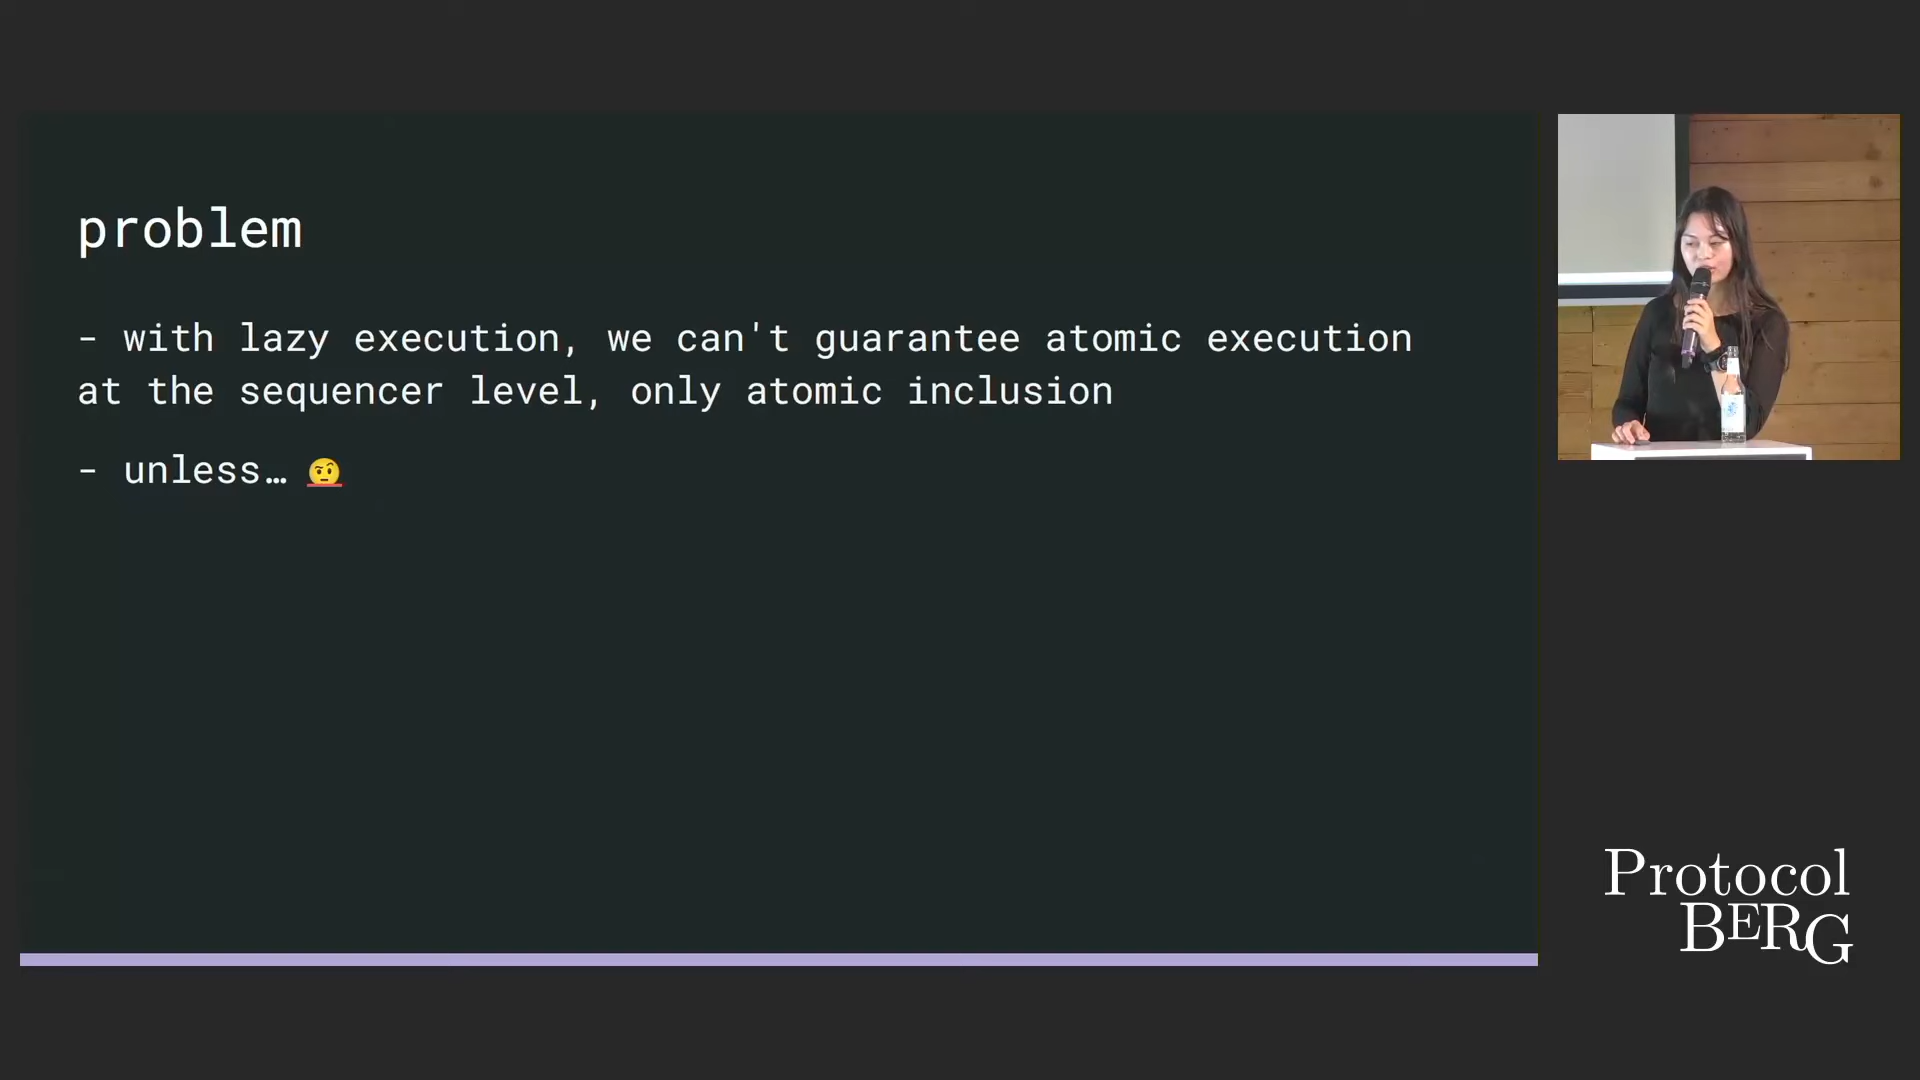 problem
- with lazy execution, we can't guarantee atomic execution
at the sequencer level, only atomic inclusion
- unless… 🤨
Protocol
BERG